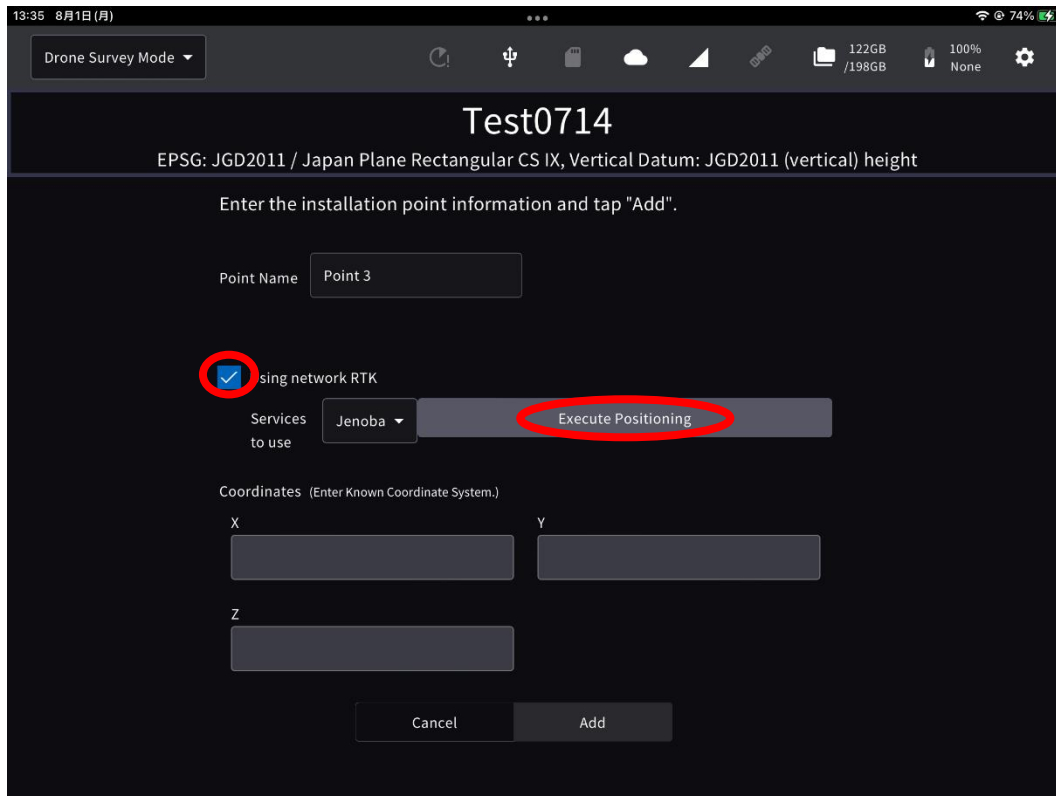 13:35 8月1日(月)
74%
Drone Survey Mode
122GB
/198GB
100%
None
Test0714
EPSG: JGD2011 / Japan Plane Rectangular CS IX, Vertical Datum: JGD2011 (vertical) height
Enter the installation point information and tap "Add".
Point Name
Point 3
sing network RTK
Services
to use
Jenoba
Execute Positioning
Coordinates (Enter Known Coordinate System.)
X
Y
Z
Cancel
Add